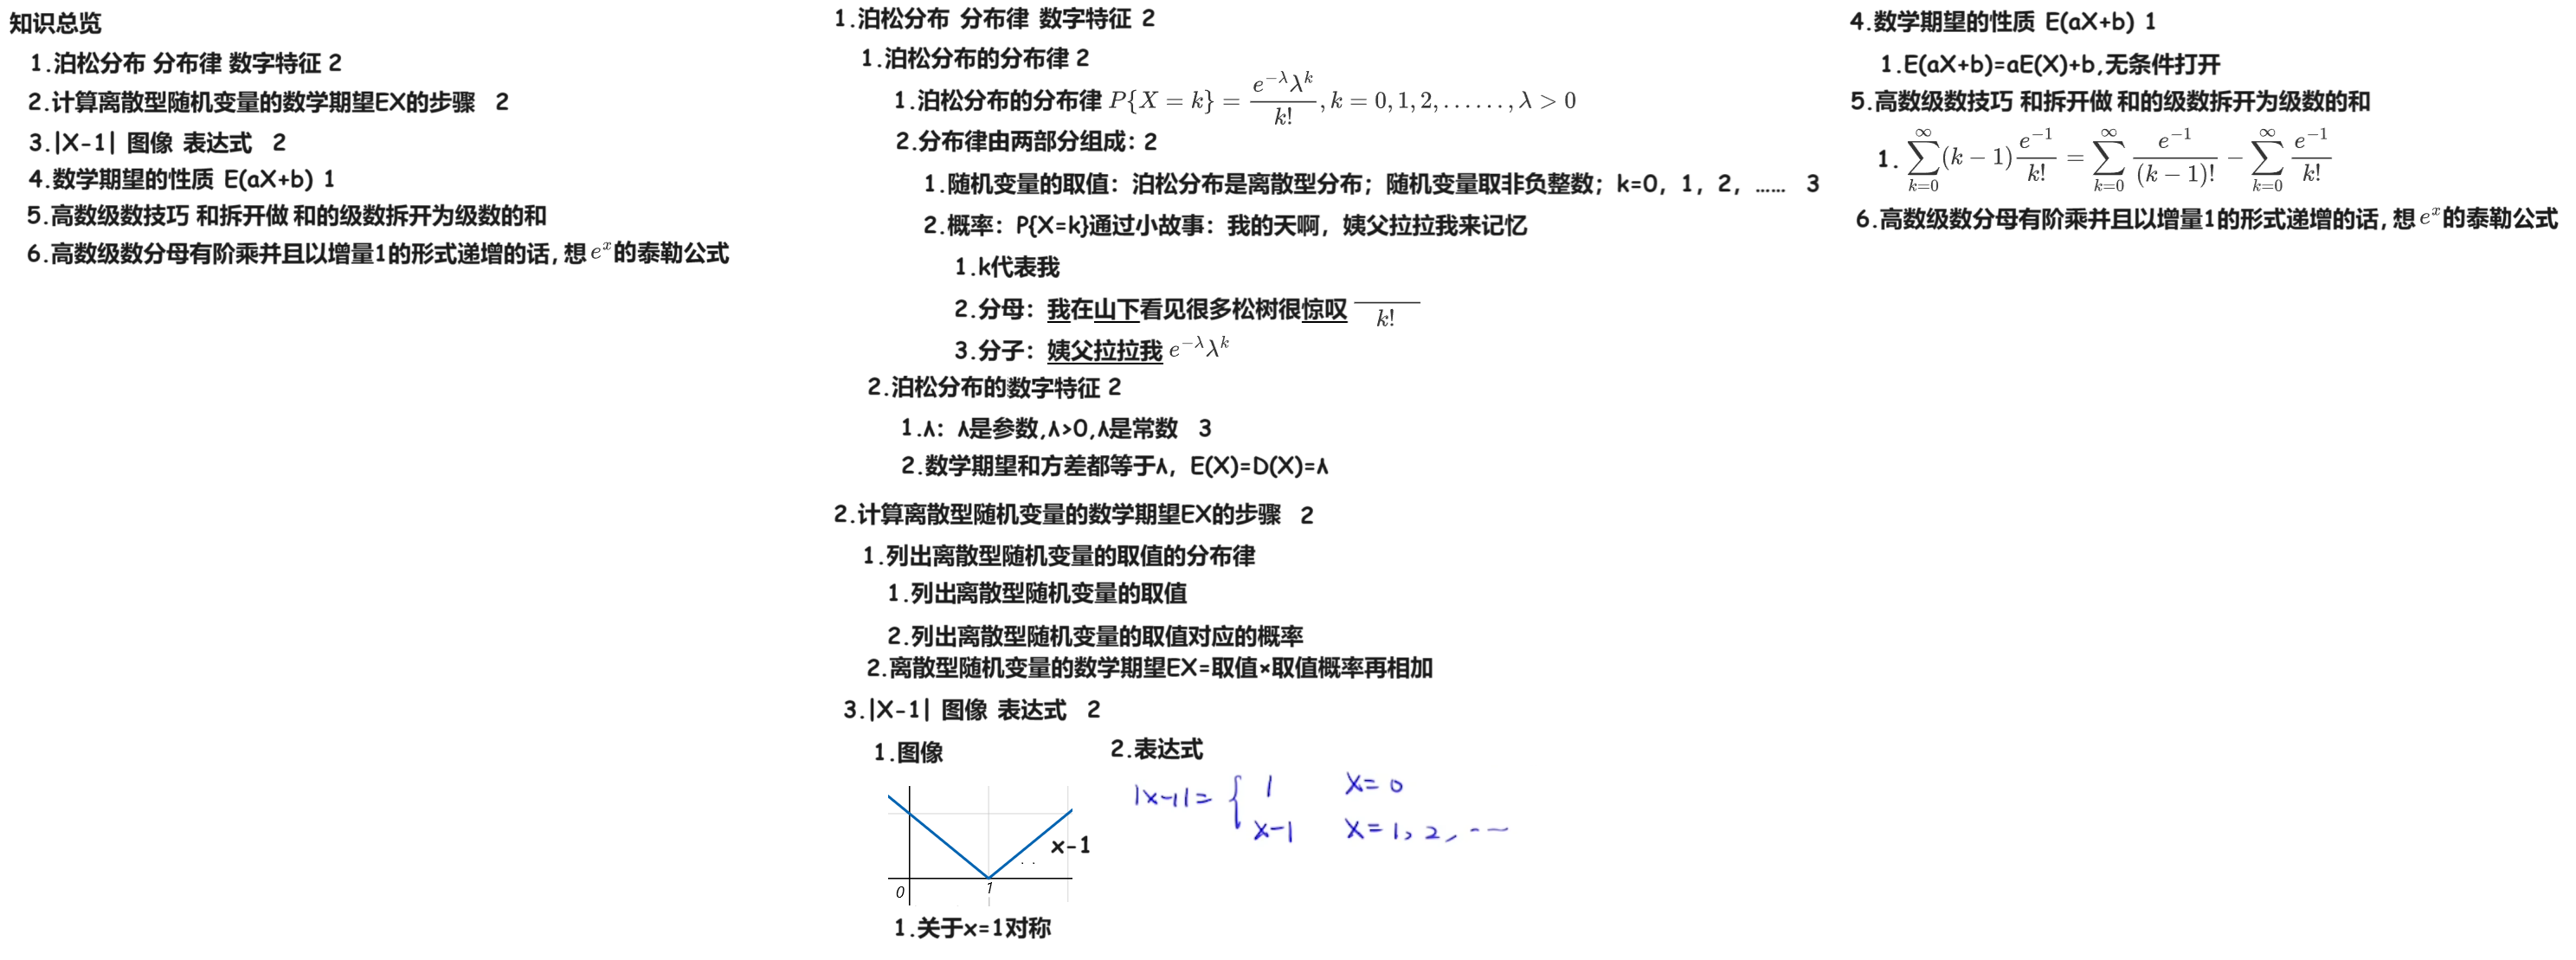 知识总览
1.泊松分布 分布律 数字特征 2
2.计算离散型随机变量的数学期望EX的步骤 2
3.|X-1| 图像 表达式 2
4.数学期望的性质 E(aX+b) 1
5.高数级数技巧 和拆开做 和的级数拆开为级数的和
6.高数级数分母有阶乘并且以增量1的形式递增的话,想 e^x 的泰勒公式
1.泊松分布 分布律 数字特征 2
1.泊松分布的分布律 2
1.泊松分布的分布律 P{X = k} = \frac{e^{-λ}λ^k}{k!}, k = 0, 1, 2, ......, λ > 0
2.分布律由两部分组成: 2
1.随机变量的取值：泊松分布是离散型分布；随机变量取非负整数；k=0，1，2，…… 3
2.概率：P{X=k}通过小故事：我的天啊，姨父拉拉我来记忆
1.k代表我
2.分母：我在山下看见很多松树很惊叹 \frac{}{k!}
3.分子：姨父拉拉我 e^{-λ}λ^k
2.泊松分布的数字特征 2
1.λ：λ是参数,λ>0,λ是常数 3
2.数学期望和方差都等于λ，E(X)=D(X)=λ
2.计算离散型随机变量的数学期望EX的步骤 2
1.列出离散型随机变量的取值的分布律
1.列出离散型随机变量的取值
2.列出离散型随机变量的取值对应的概率
2.离散型随机变量的数学期望EX=取值×取值概率再相加
3.|X-1| 图像 表达式 2
1.图像
x-1
0
1
1.关于x=1对称
2.表达式
|x-1| = { 1 x= 0
x-1 x= 1, 2, ---
4.数学期望的性质 E(aX+b) 1
1.E(aX+b)=aE(X)+b,无条件打开
5.高数级数技巧 和拆开做 和的级数拆开为级数的和
1. \sum_{k=0}^{∞}(k − 1)\frac{e^{-1}}{k!} = \sum_{k=0}^{∞}\frac{e^{-1}}{(k − 1)!} − \sum_{k=0}^{∞}\frac{e^{-1}}{k!}
6.高数级数分母有阶乘并且以增量1的形式递增的话,想 e^x 的泰勒公式